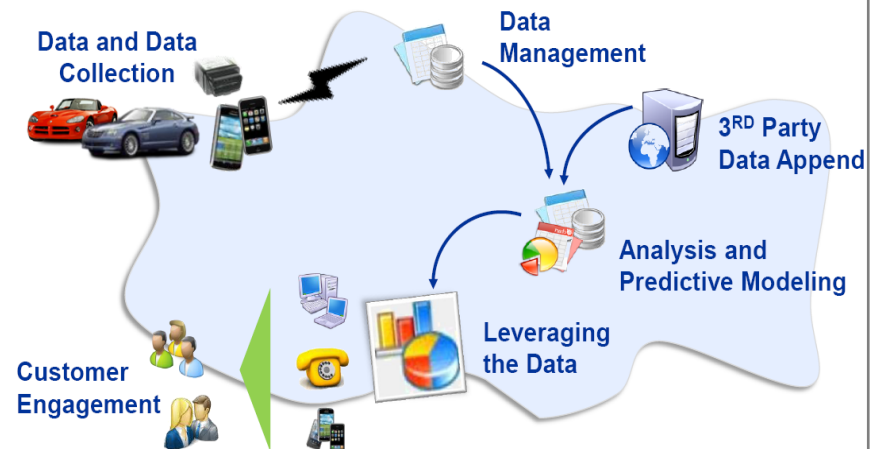 Data and Data
Collection
Data
Management
3RD Party
Data Append
Analysis and
Predictive Modeling
Leveraging
the Data
Customer
Engagement